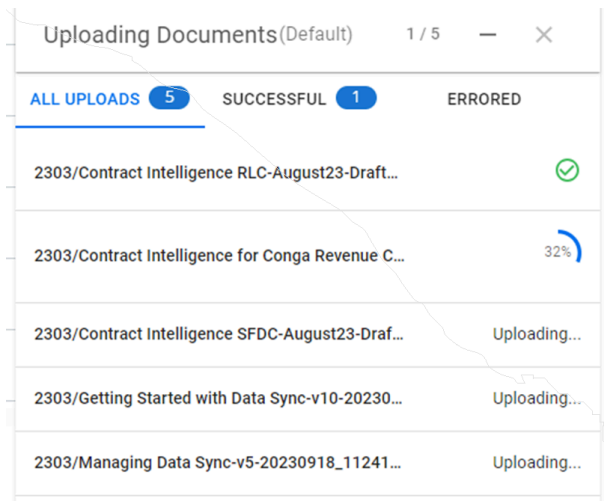 Uploading Documents(Default) 1 / 5
ALL UPLOADS 5 SUCCESSFUL 1 ERRORED
2303/Contract Intelligence RLC-August23-Draft...
2303/Contract Intelligence for Conga Revenue C... 32%
2303/Contract Intelligence SFDC-August23-Draf... Uploading...
2303/Getting Started with Data Sync-v10-20230... Uploading...
2303/Managing Data Sync-v5-20230918_11241... Uploading...